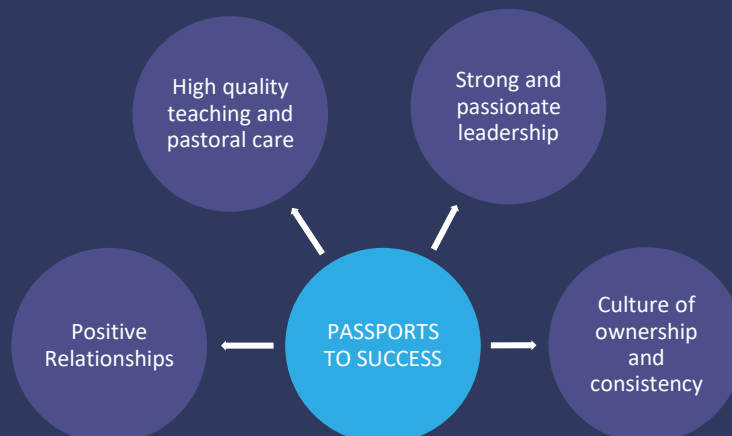 High quality
teaching and
pastoral care
Strong and
passionate
leadership
Positive
Relationships
PASSPORTS
TO SUCCESS
Culture of
ownership
and
consistency